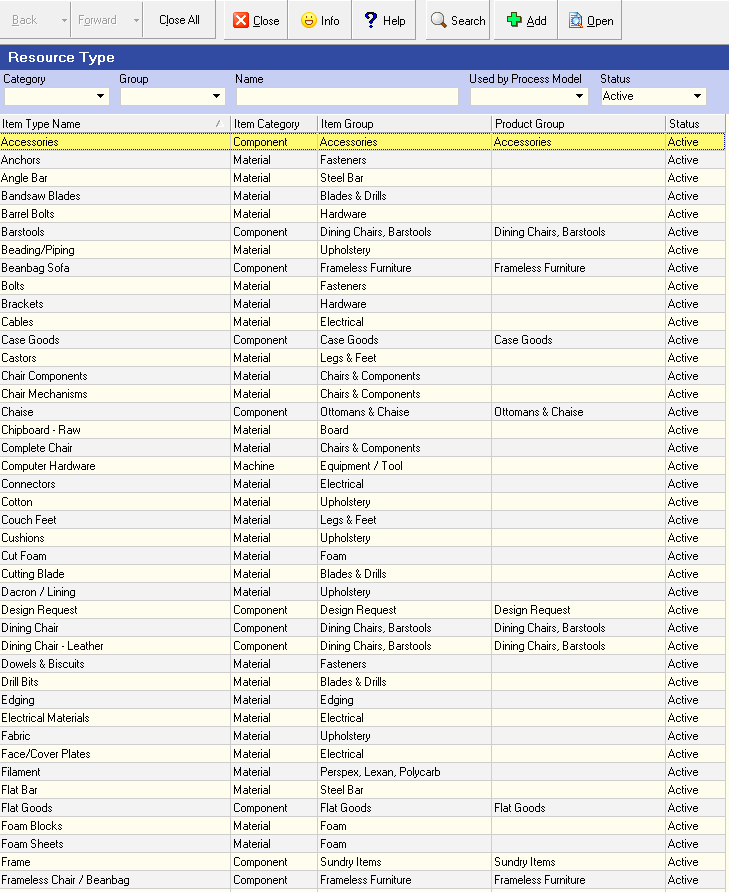 Back Forward Close All Close Info Help Search Add Open
Resource Type
Category Group Name Used by Process Model Status
Active
Item Type Name Item Category Item Group Product Group Status
Accessories Component Accessories Accessories Active
Anchors Material Fasteners Active
Angle Bar Material Steel Bar Active
Bandsaw Blades Material Blades & Drills Active
Barrel Bolts Material Hardware Active
Barstools Component Dining Chairs, Barstools Dining Chairs, Barstools Active
Beading/Piping Material Upholstery Active
Beanbag Sofa Component Frameless Furniture Frameless Furniture Active
Bolts Material Fasteners Active
Brackets Material Hardware Active
Cables Material Electrical Active
Case Goods Component Case Goods Case Goods Active
Castors Material Legs & Feet Active
Chair Components Material Chairs & Components Active
Chair Mechanisms Material Chairs & Components Active
Chaise Component Ottomans & Chaise Ottomans & Chaise Active
Chipboard - Raw Material Board Active
Complete Chair Material Chairs & Components Active
Computer Hardware Machine Equipment / Tool Active
Connectors Material Electrical Active
Cotton Material Upholstery Active
Couch Feet Material Legs & Feet Active
Cushions Material Upholstery Active
Cut Foam Material Foam Active
Cutting Blade Material Blades & Drills Active
Dacron / Lining Material Upholstery Active
Design Request Component Design Request Design Request Active
Dining Chair Component Dining Chairs, Barstools Dining Chairs, Barstools Active
Dining Chair - Leather Component Dining Chairs, Barstools Dining Chairs, Barstools Active
Dowels & Biscuits Material Fasteners Active
Drill Bits Material Blades & Drills Active
Edging Material Edging Active
Electrical Materials Material Electrical Active
Fabric Material Upholstery Active
Face/Cover Plates Material Electrical Active
Filament Material Perspex, Lexan, Polycarb Active
Flat Bar Material Steel Bar Active
Flat Goods Component Flat Goods Flat Goods Active
Foam Blocks Material Foam Active
Foam Sheets Material Foam Active
Frame Component Sundry Items Sundry Items Active
Frameless Chair / Beanbag Component Frameless Furniture Frameless Furniture Active